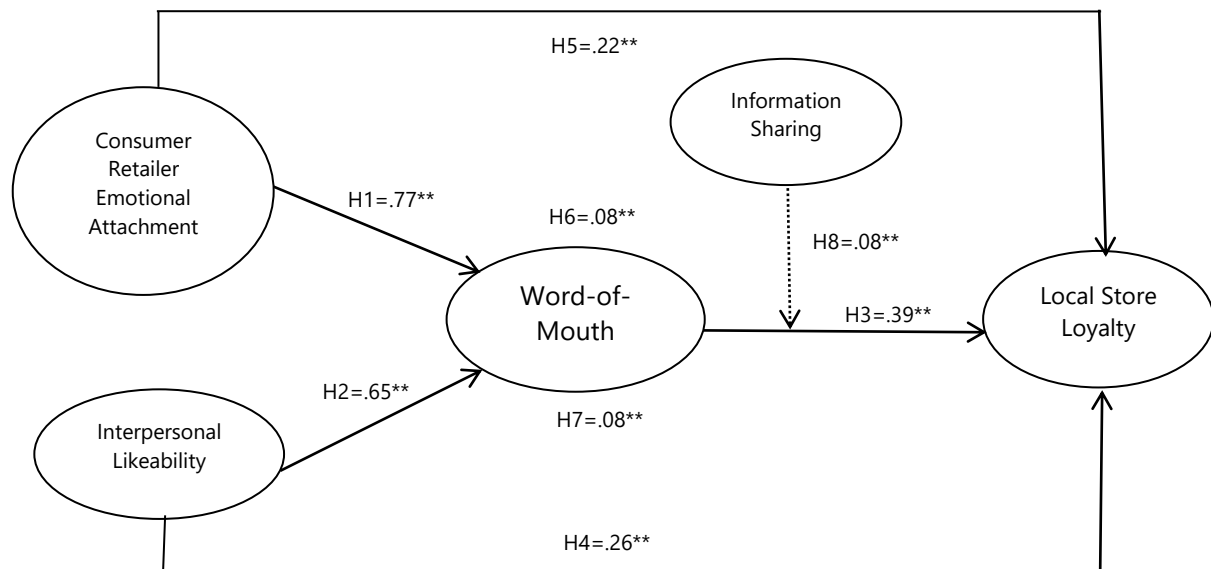 H5=.22**
Information
Sharing
Consumer
Retailer
Emotional
Attachment
H1=.77**
H6=.08**
H8=.08**
Word-of-
Mouth
H3=.39**
Local Store
Loyalty
H2=.65**
H7=.08**
Interpersonal
Likeability
H4=.26**